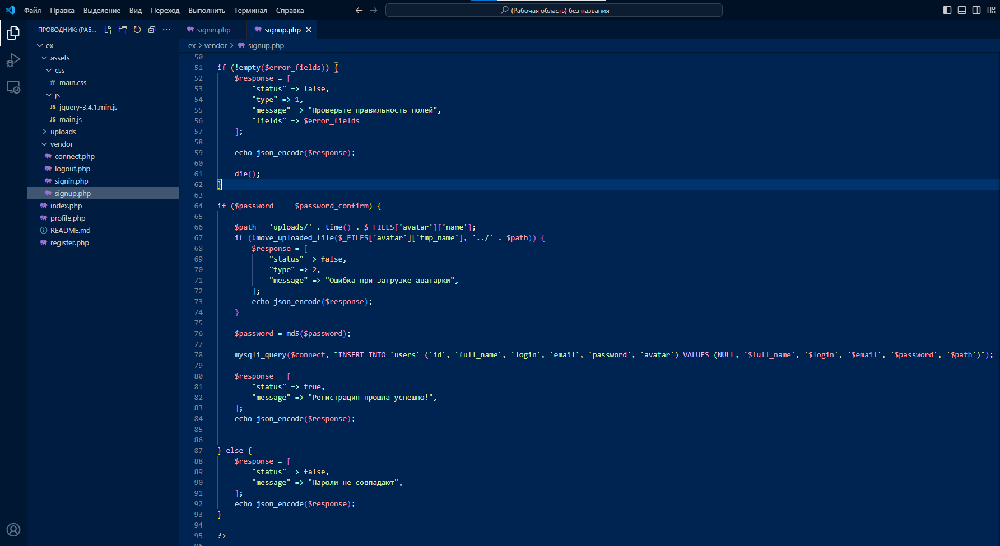 Файл Правка Выделение Вид Переход Выполнить Терминал Справка
(Рабочая область) без названия
ПРОВОДНИК: (РАБ...
ex
assets
css
# main.css
js
JS jquery-3.4.1.min.js
JS main.js
uploads
vendor
connect.php
logout.php
signin.php
signup.php
index.php
profile.php
README.md
register.php
signin.php
signup.php
ex > vendor > signup.php
50
51 if (!empty($error_fields)) {
52 $response = [
53 "status" => false,
54 "type" => 1,
55 "message" => "Проверьте правильность полей",
56 "fields" => $error_fields
57 ];
58
59 echo json_encode($response);
60
61 die();
62 }
63
64 if ($password === $password_confirm) {
65
66 $path = 'uploads/' . time() . $_FILES['avatar']['name'];
67 if (!move_uploaded_file($_FILES['avatar']['tmp_name'], '../' . $path)) {
68 $response = [
69 "status" => false,
70 "type" => 2,
71 "message" => "Ошибка при загрузке аватарки",
72 ];
73 echo json_encode($response);
74 }
75
76 $password = md5($password);
77
78 mysqli_query($connect, "INSERT INTO `users` (`id`, `full_name`, `login`, `email`, `password`, `avatar`) VALUES (NULL, '$full_name', '$login', '$email', '$password', '$path')");
79
80 $response = [
81 "status" => true,
82 "message" => "Регистрация прошла успешно!",
83 ];
84 echo json_encode($response);
85
86
87 } else {
88 $response = [
89 "status" => false,
90 "message" => "Пароли не совпадают",
91 ];
92 echo json_encode($response);
93 }
94
95 ?>